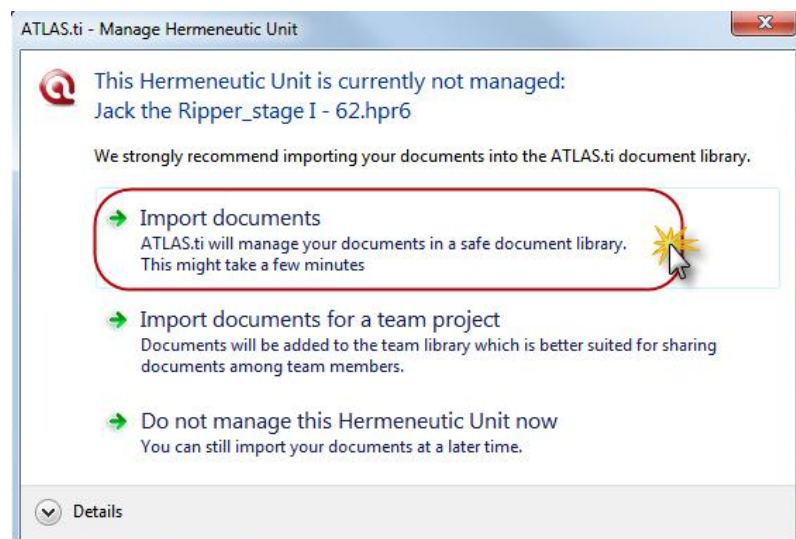 ATLAS.ti - Manage Hermeneutic Unit
This Hermeneutic Unit is currently not managed:
Jack the Ripper_stage I - 62.hpr6
We strongly recommend importing your documents into the ATLAS.ti document library.
Import documents
ATLAS.ti will manage your documents in a safe document library.
This might take a few minutes
Import documents for a team project
Documents will be added to the team library which is better suited for sharing
documents among team members.
Do not manage this Hermeneutic Unit now
You can still import your documents at a later time.
Details